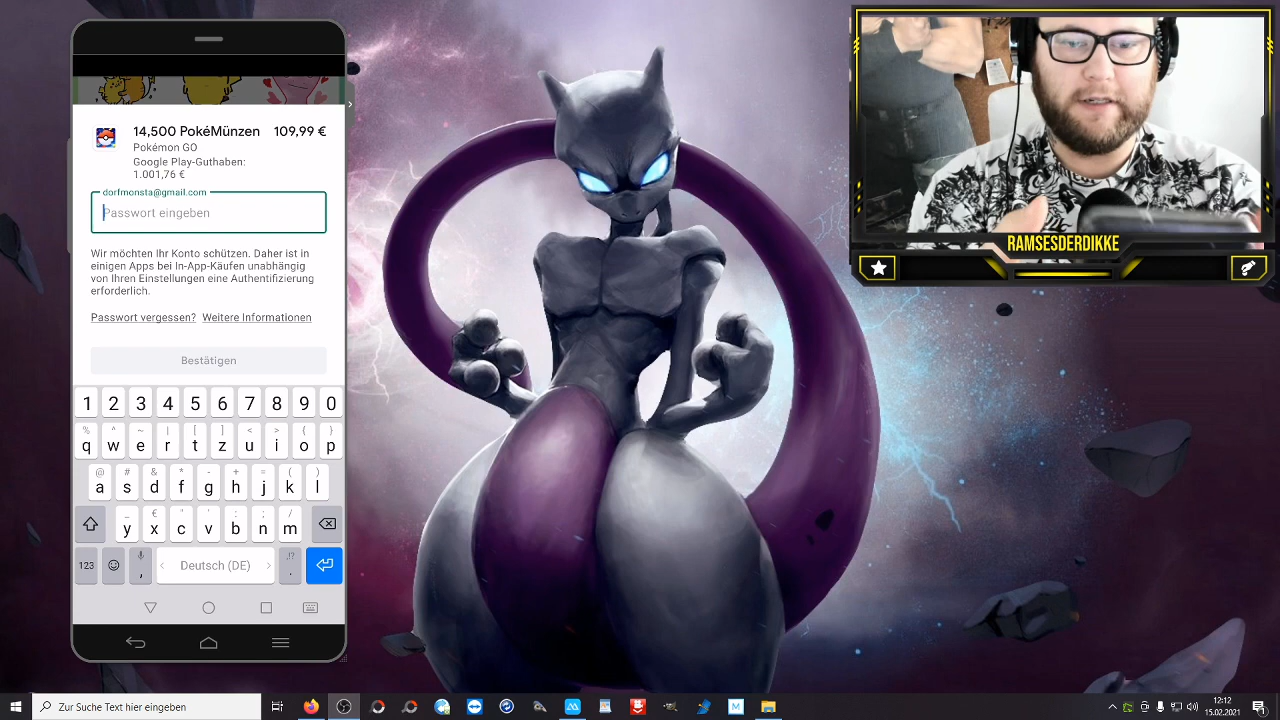 14,500 PokéMünzen 109,99 €
Pokémon GO
Google Play-Guthaben:
1.001,76 €
dorfmonsta@gmail.com
Passwort eingeben
Wir möchten Ihr Konto schützen. Daher ist in
einigen Apps bei In-App-Käufen unabhängig
von Ihren Einstellungen eine Authentifizierung
erforderlich.
Passwort vergessen? Weitere Informationen
Bestätigen
1 2 3 4 5 6 7 8 9 0
% ^ ~ | [ ] < > { }
q w e r t z u i o p
@ # & * - + = ( )
a s d f g h j k l
_ € " ' : ; /
y x c v b n m
123 , Deutsch (DE) ,!? .
RAMSESDERDIKKE
Zur Suche Text hier eingeben
M
12:12
15.02.2021